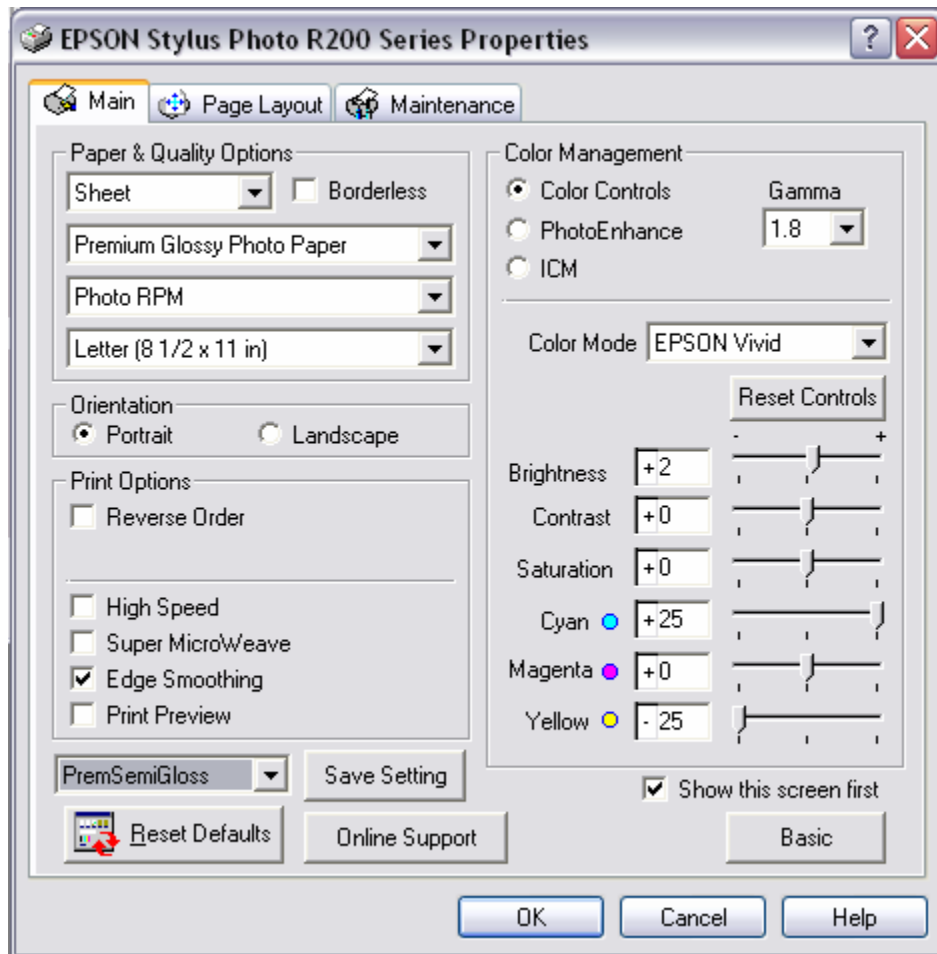 EPSON Stylus Photo R200 Series Properties
Main
Page Layout
Maintenance
Paper & Quality Options
Sheet
Borderless
Premium Glossy Photo Paper
Photo RPM
Letter (8 1/2 x 11 in)
Orientation
Portrait
Landscape
Print Options
Reverse Order
High Speed
Super MicroWeave
Edge Smoothing
Print Preview
PremSemiGloss
Save Setting
Reset Defaults
Online Support
Color Management
Color Controls
PhotoEnhance
ICM
Gamma
1.8
Color Mode
EPSON Vivid
Reset Controls
- +
Brightness +2
Contrast +0
Saturation +0
Cyan +25
Magenta +0
Yellow - 25
Show this screen first
Basic
OK
Cancel
Help